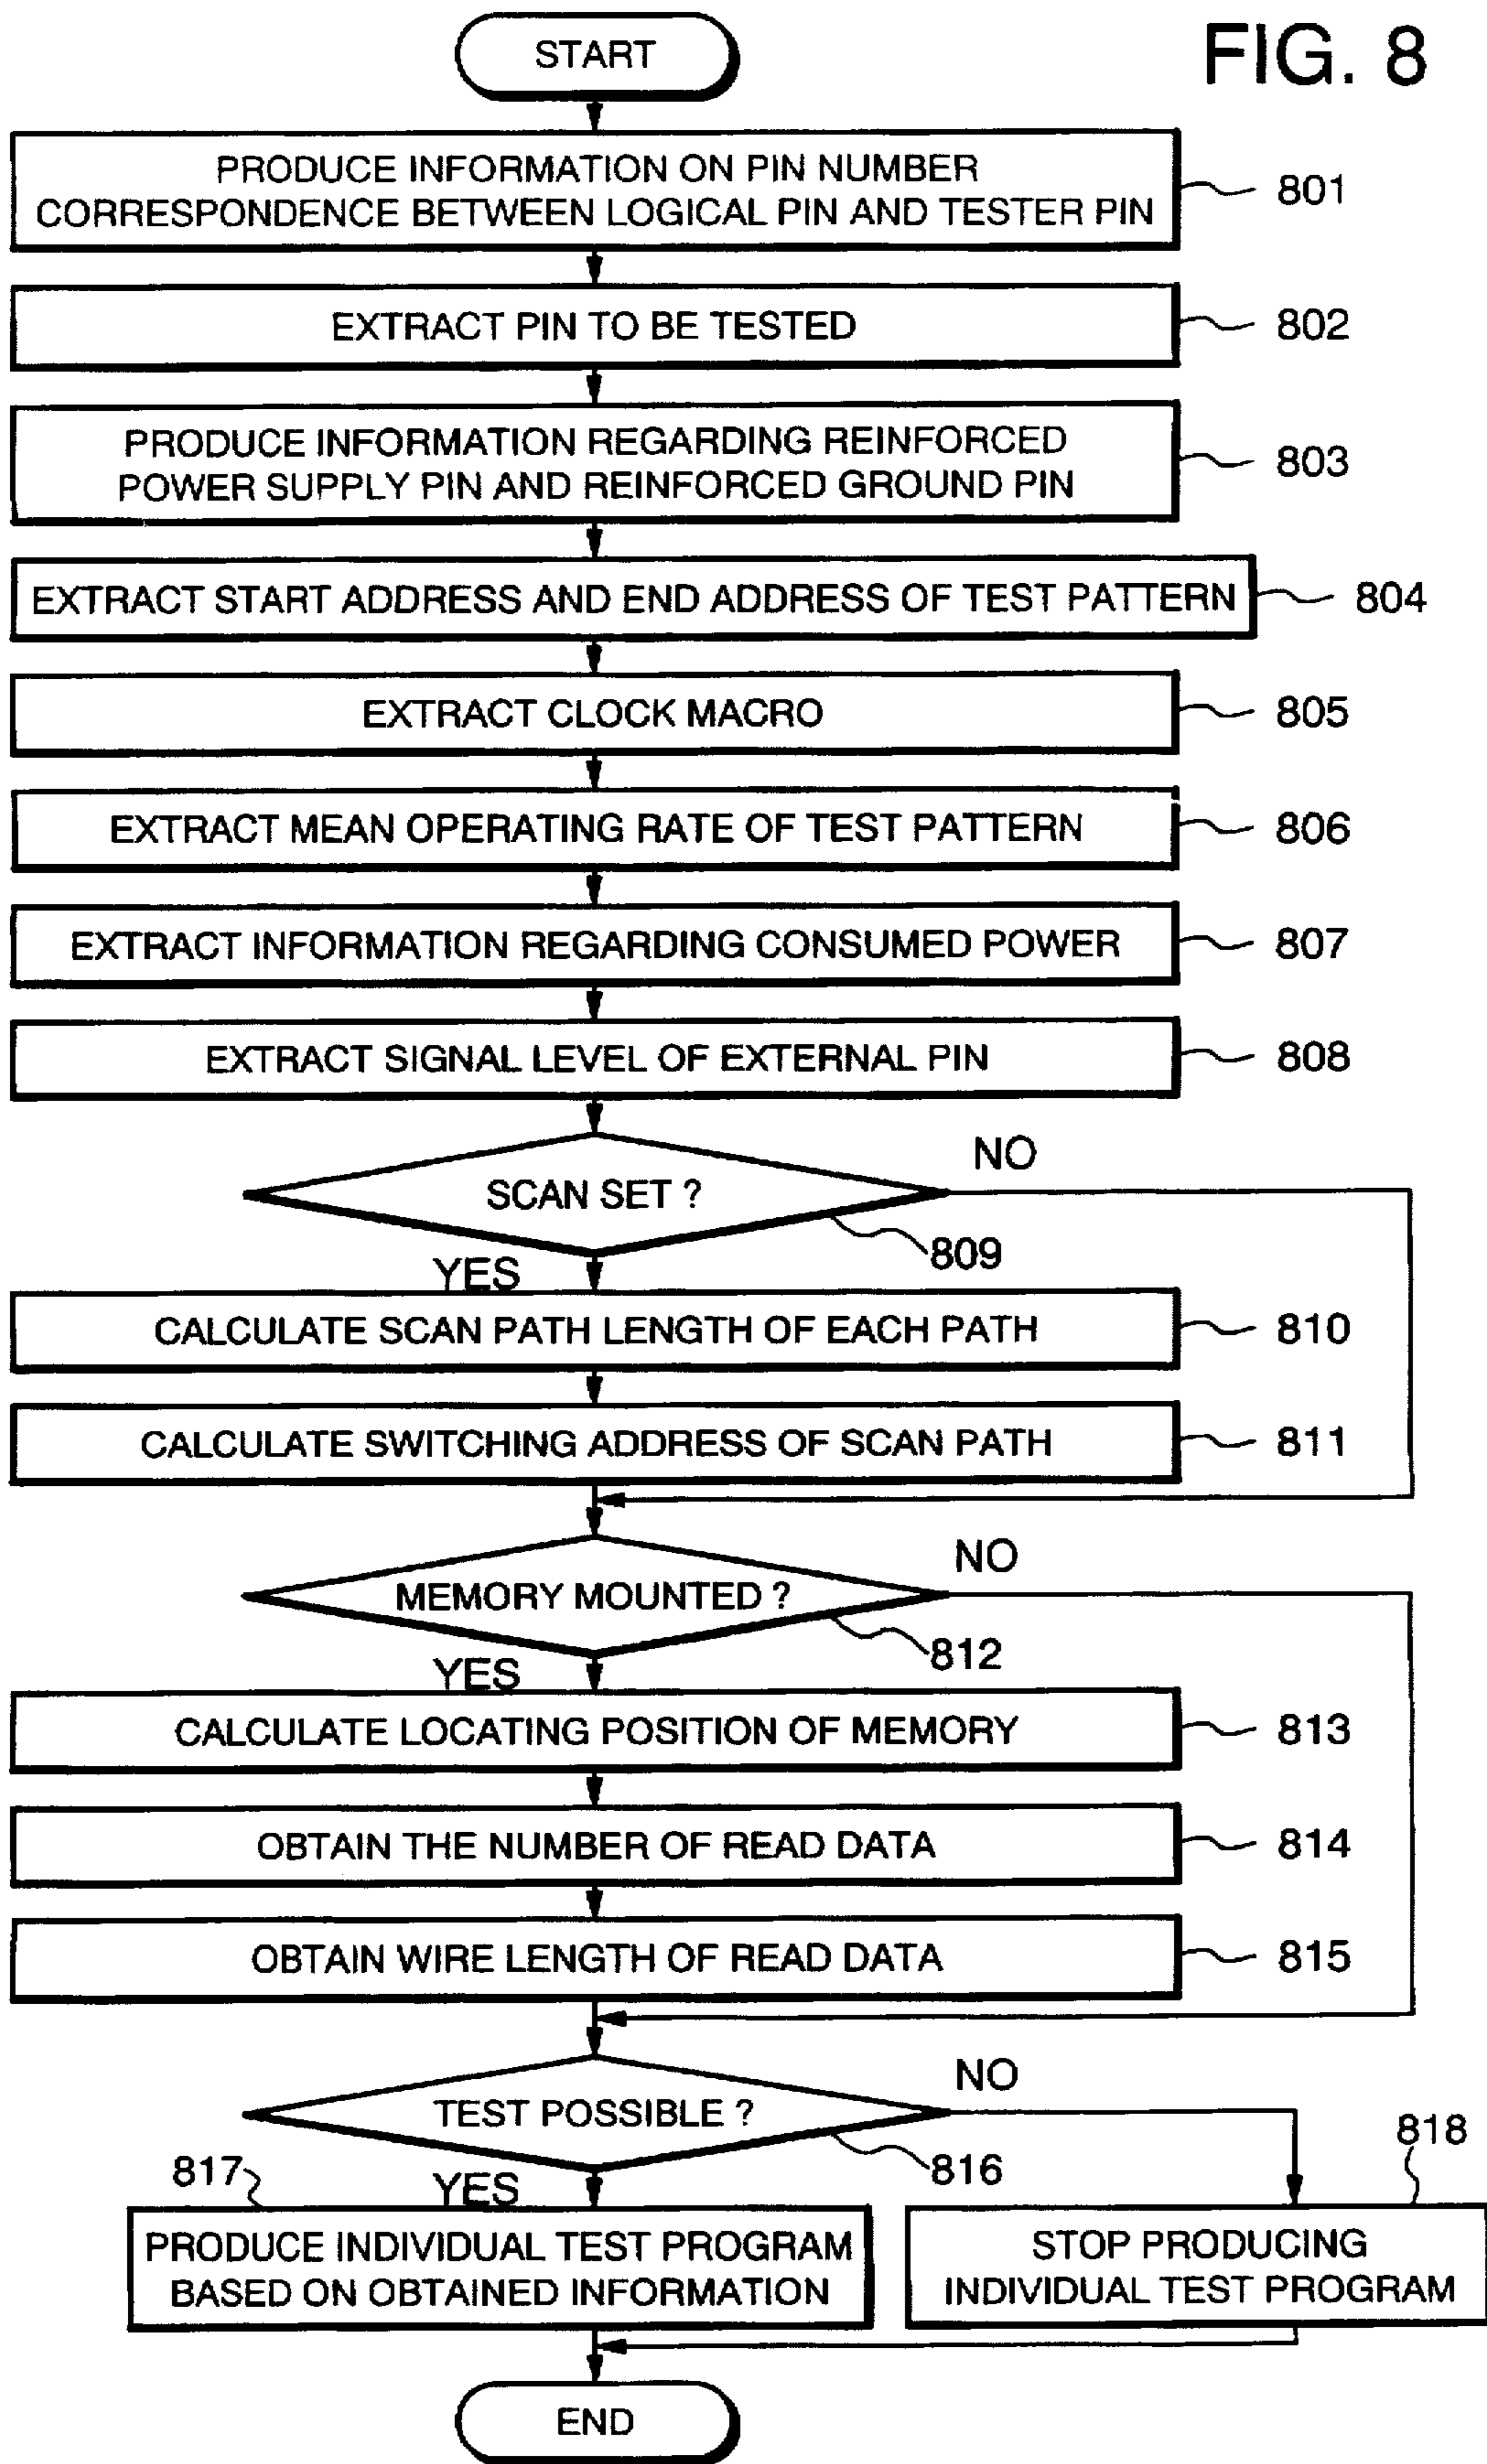 FIG. 8
START
PRODUCE INFORMATION ON PIN NUMBER
CORRESPONDENCE BETWEEN LOGICAL PIN AND TESTER PIN
801
EXTRACT PIN TO BE TESTED
802
PRODUCE INFORMATION REGARDING REINFORCED
POWER SUPPLY PIN AND REINFORCED GROUND PIN
803
EXTRACT START ADDRESS AND END ADDRESS OF TEST PATTERN
804
EXTRACT CLOCK MACRO
805
EXTRACT MEAN OPERATING RATE OF TEST PATTERN
806
EXTRACT INFORMATION REGARDING CONSUMED POWER
807
EXTRACT SIGNAL LEVEL OF EXTERNAL PIN
808
NO
SCAN SET ?
809
YES
CALCULATE SCAN PATH LENGTH OF EACH PATH
810
CALCULATE SWITCHING ADDRESS OF SCAN PATH
811
NO
MEMORY MOUNTED ?
812
YES
CALCULATE LOCATING POSITION OF MEMORY
813
OBTAIN THE NUMBER OF READ DATA
814
OBTAIN WIRE LENGTH OF READ DATA
815
NO
TEST POSSIBLE ?
816
818
817
YES
PRODUCE INDIVIDUAL TEST PROGRAM
BASED ON OBTAINED INFORMATION
STOP PRODUCING
INDIVIDUAL TEST PROGRAM
END